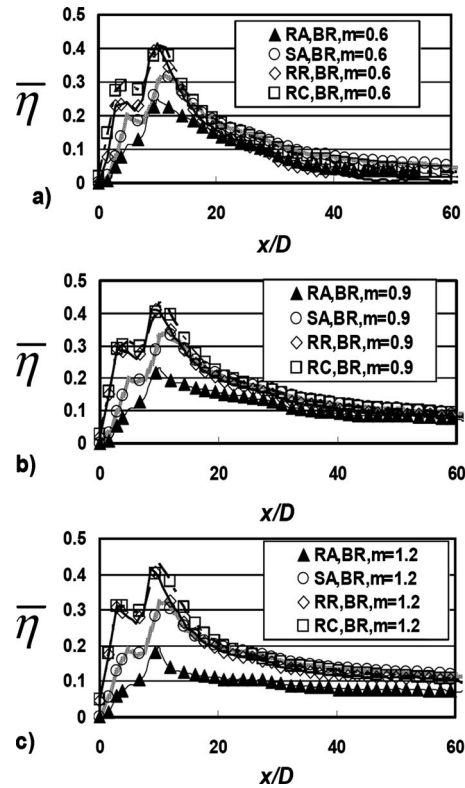 0.4
0.3
0.2
0.1
0
η
RA,BR,m=0.6
SA,BR,m=0.6
RR,BR,m=0.6
RC,BR,m=0.6
0 20 40 60
a)
x/D
0.5
0.4
0.3
0.2
0.1
0
η
RA,BR,m=0.9
SA,BR,m=0.9
RR,BR,m=0.9
RC,BR,m=0.9
0 20 40 60
b)
x/D
0.5
0.4
0.3
0.2
0.1
0
η
RA,BR,m=1.2
SA,BR,m=1.2
RR,BR,m=1.2
RC,BR,m=1.2
0 20 40 60
c)
x/D